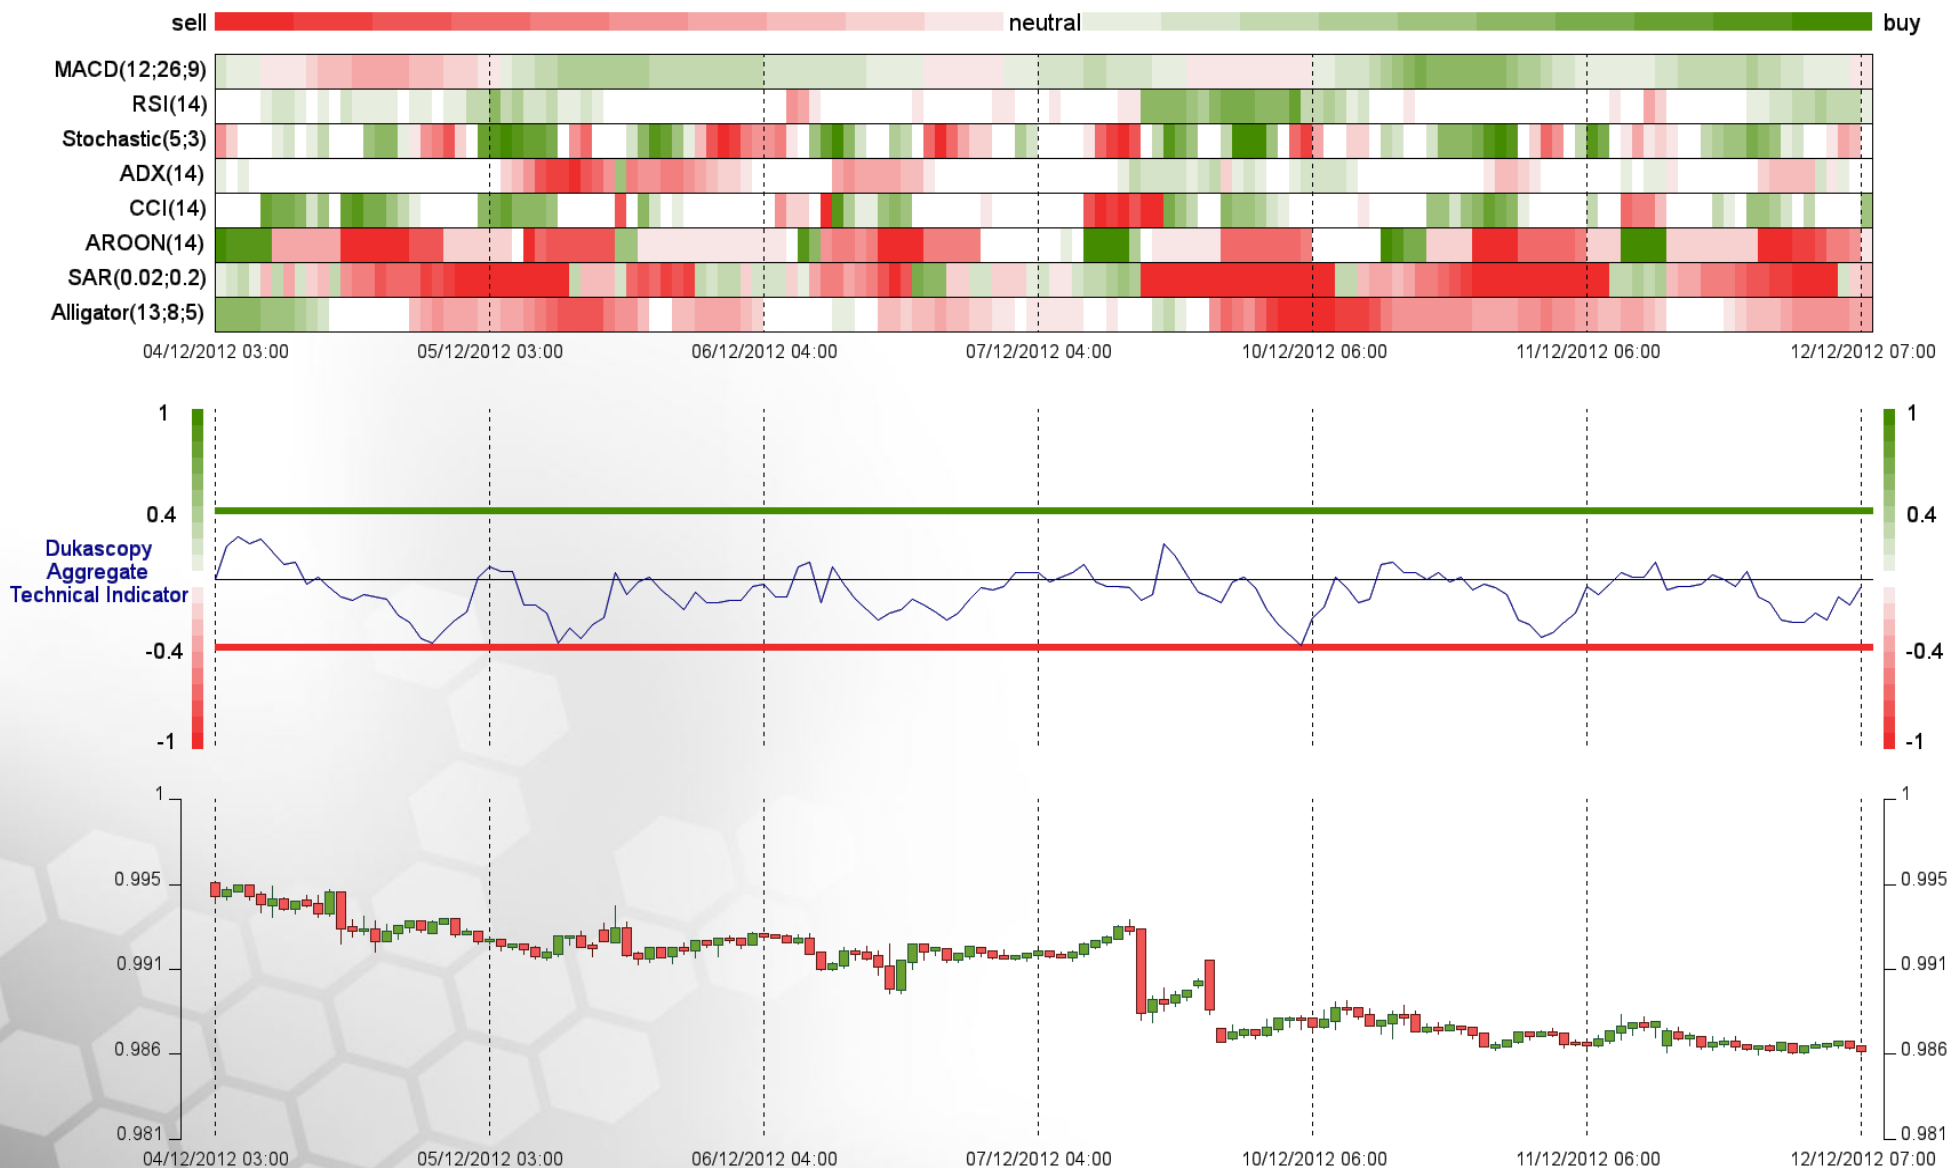 sell neutral buy
MACD(12;26;9)
RSI(14)
Stochastic(5;3)
ADX(14)
CCI(14)
AROON(14)
SAR(0.02;0.2)
Alligator(13;8;5)
04/12/2012 03:00 05/12/2012 03:00 06/12/2012 04:00 07/12/2012 04:00 10/12/2012 06:00 11/12/2012 06:00 12/12/2012 07:00
1 1
0.4 0.4
Dukascopy
Aggregate
Technical Indicator
-0.4 -0.4
-1 -1
1 1
0.995 0.995
0.991 0.991
0.986 0.986
0.981 0.981
04/12/2012 03:00 05/12/2012 03:00 06/12/2012 04:00 07/12/2012 04:00 10/12/2012 06:00 11/12/2012 06:00 12/12/2012 07:00